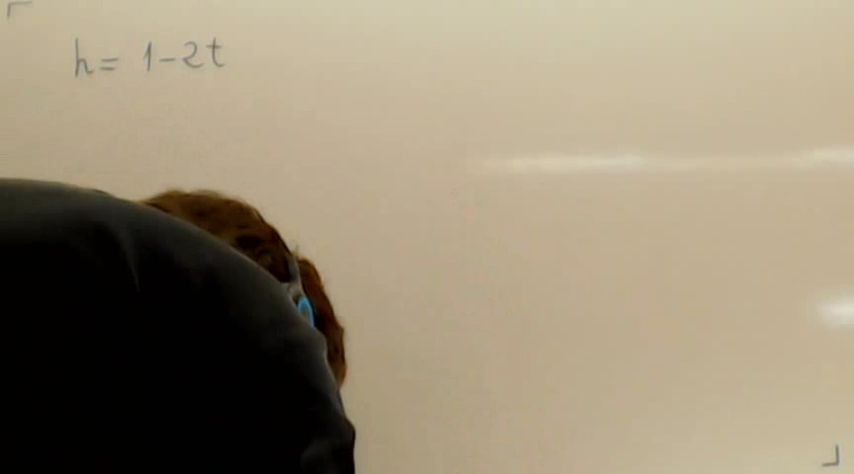 h = 1-2t